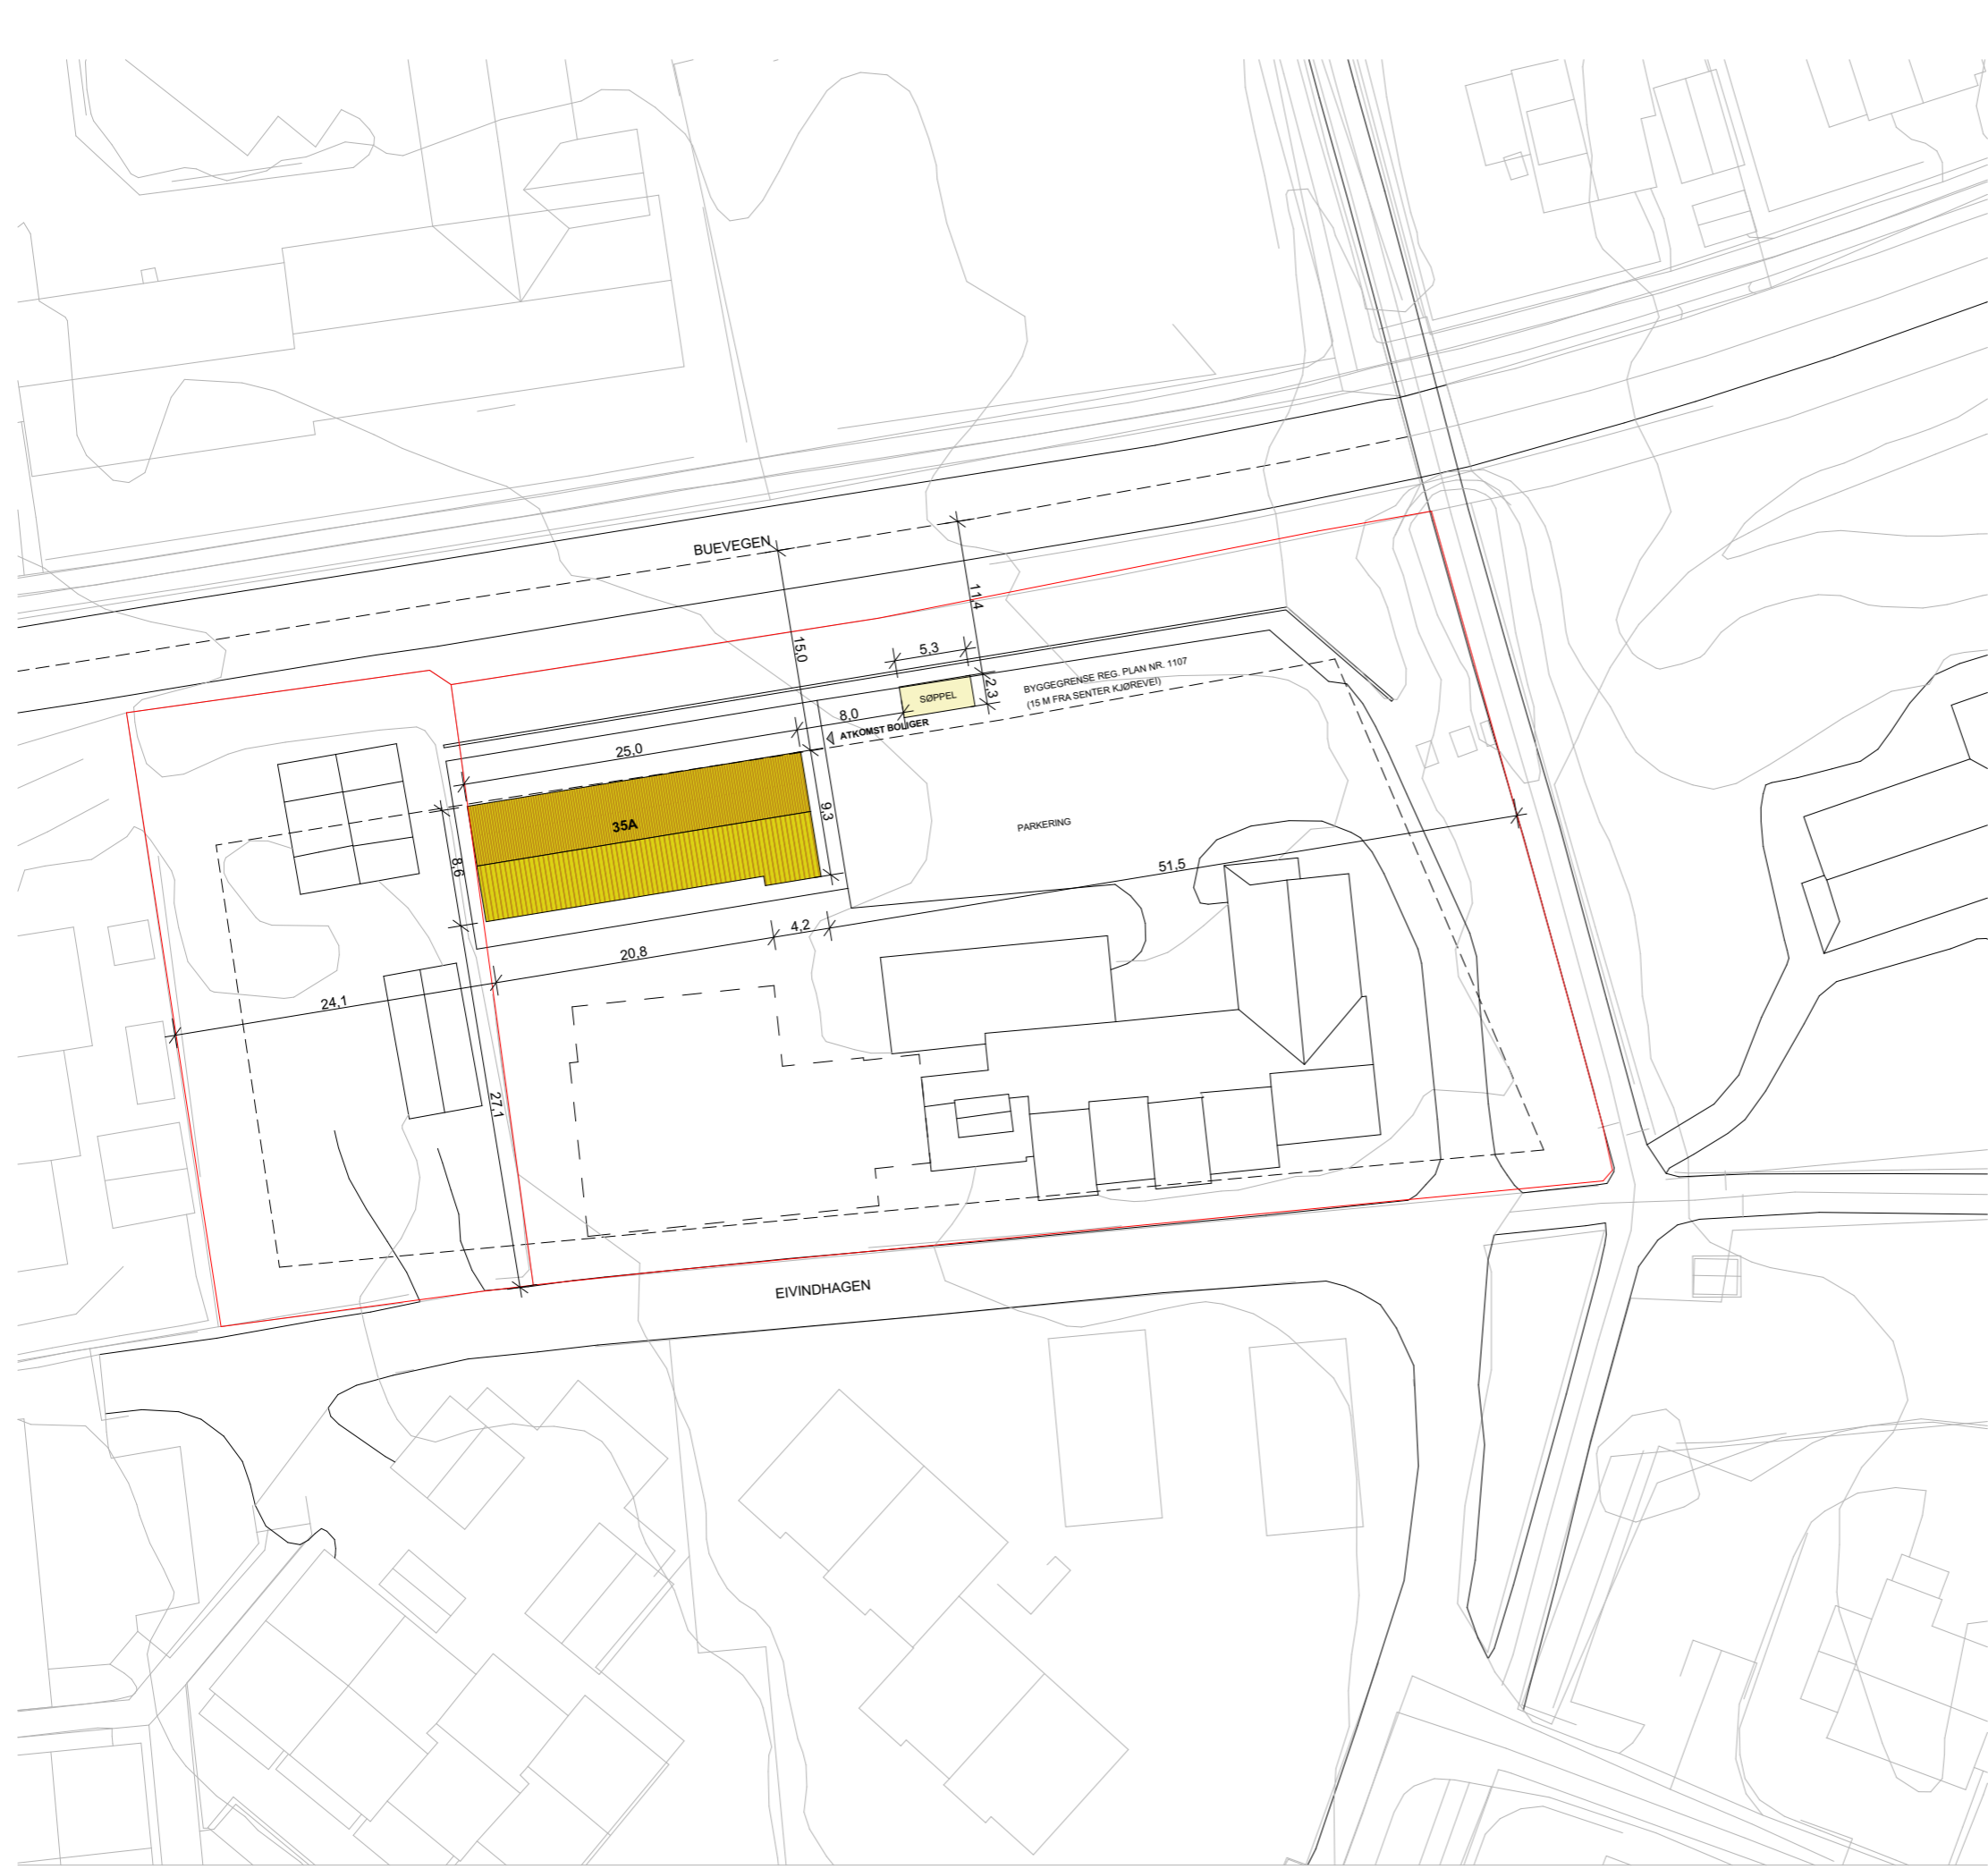 BUEVEGEN
11,4
15,0
5,3
2,3
BYGGEGRENSE REG. PLAN NR. 1107
(15 M FRA SENTER KJØREVEI)
SØPPEL
8,0
ATKOMST BOLIGER
25,0
9,3
35A
PARKERING
8,6
51,5
4,2
20,8
24,1
27,1
EIVINDHAGEN